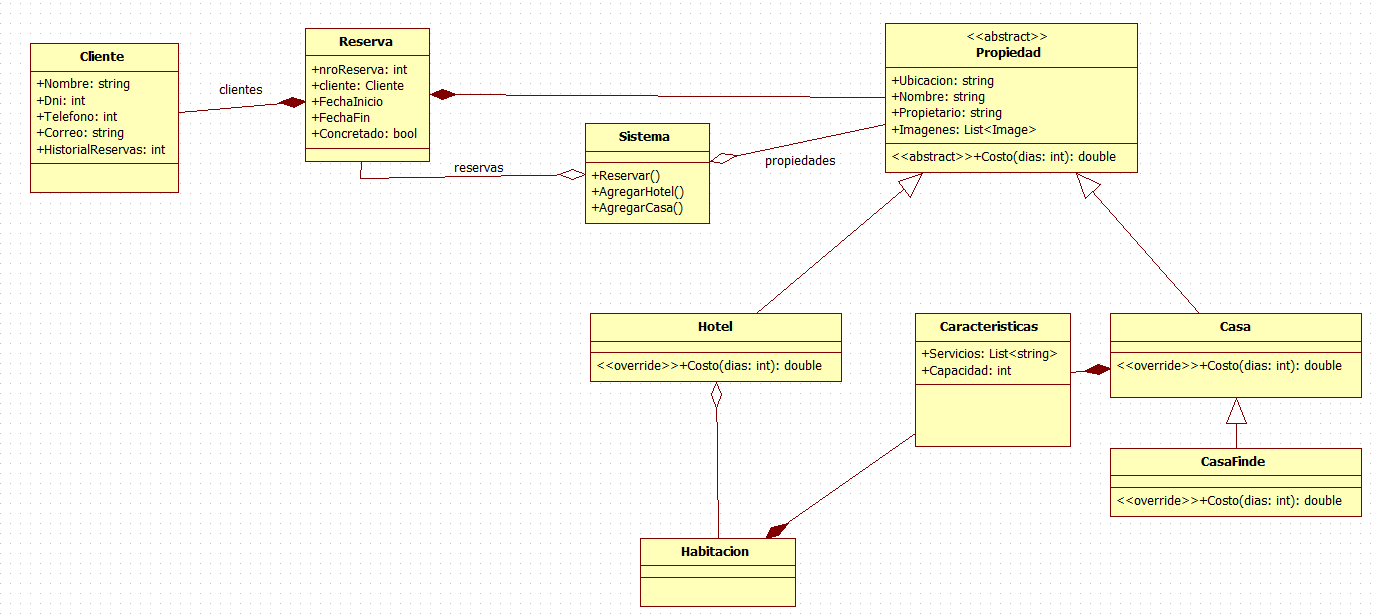 Cliente
+Nombre: string
+Dni: int
+Telefono: int
+Correo: string
+HistorialReservas: int
clientes
Reserva
+nroReserva: int
+cliente: Cliente
+FechaInicio
+FechaFin
+Concretado: bool
reservas
Sistema
+Reservar()
+AgregarHotel()
+AgregarCasa()
propiedades
<<abstract>>
Propiedad
+Ubicacion: string
+Nombre: string
+Propietario: string
+Imagenes: List<Image>
<<abstract>>+Costo(dias: int): double
Hotel
<<override>>+Costo(dias: int): double
Caracteristicas
+Servicios: List<string>
+Capacidad: int
Casa
<<override>>+Costo(dias: int): double
CasaFinde
<<override>>+Costo(dias: int): double
Habitacion